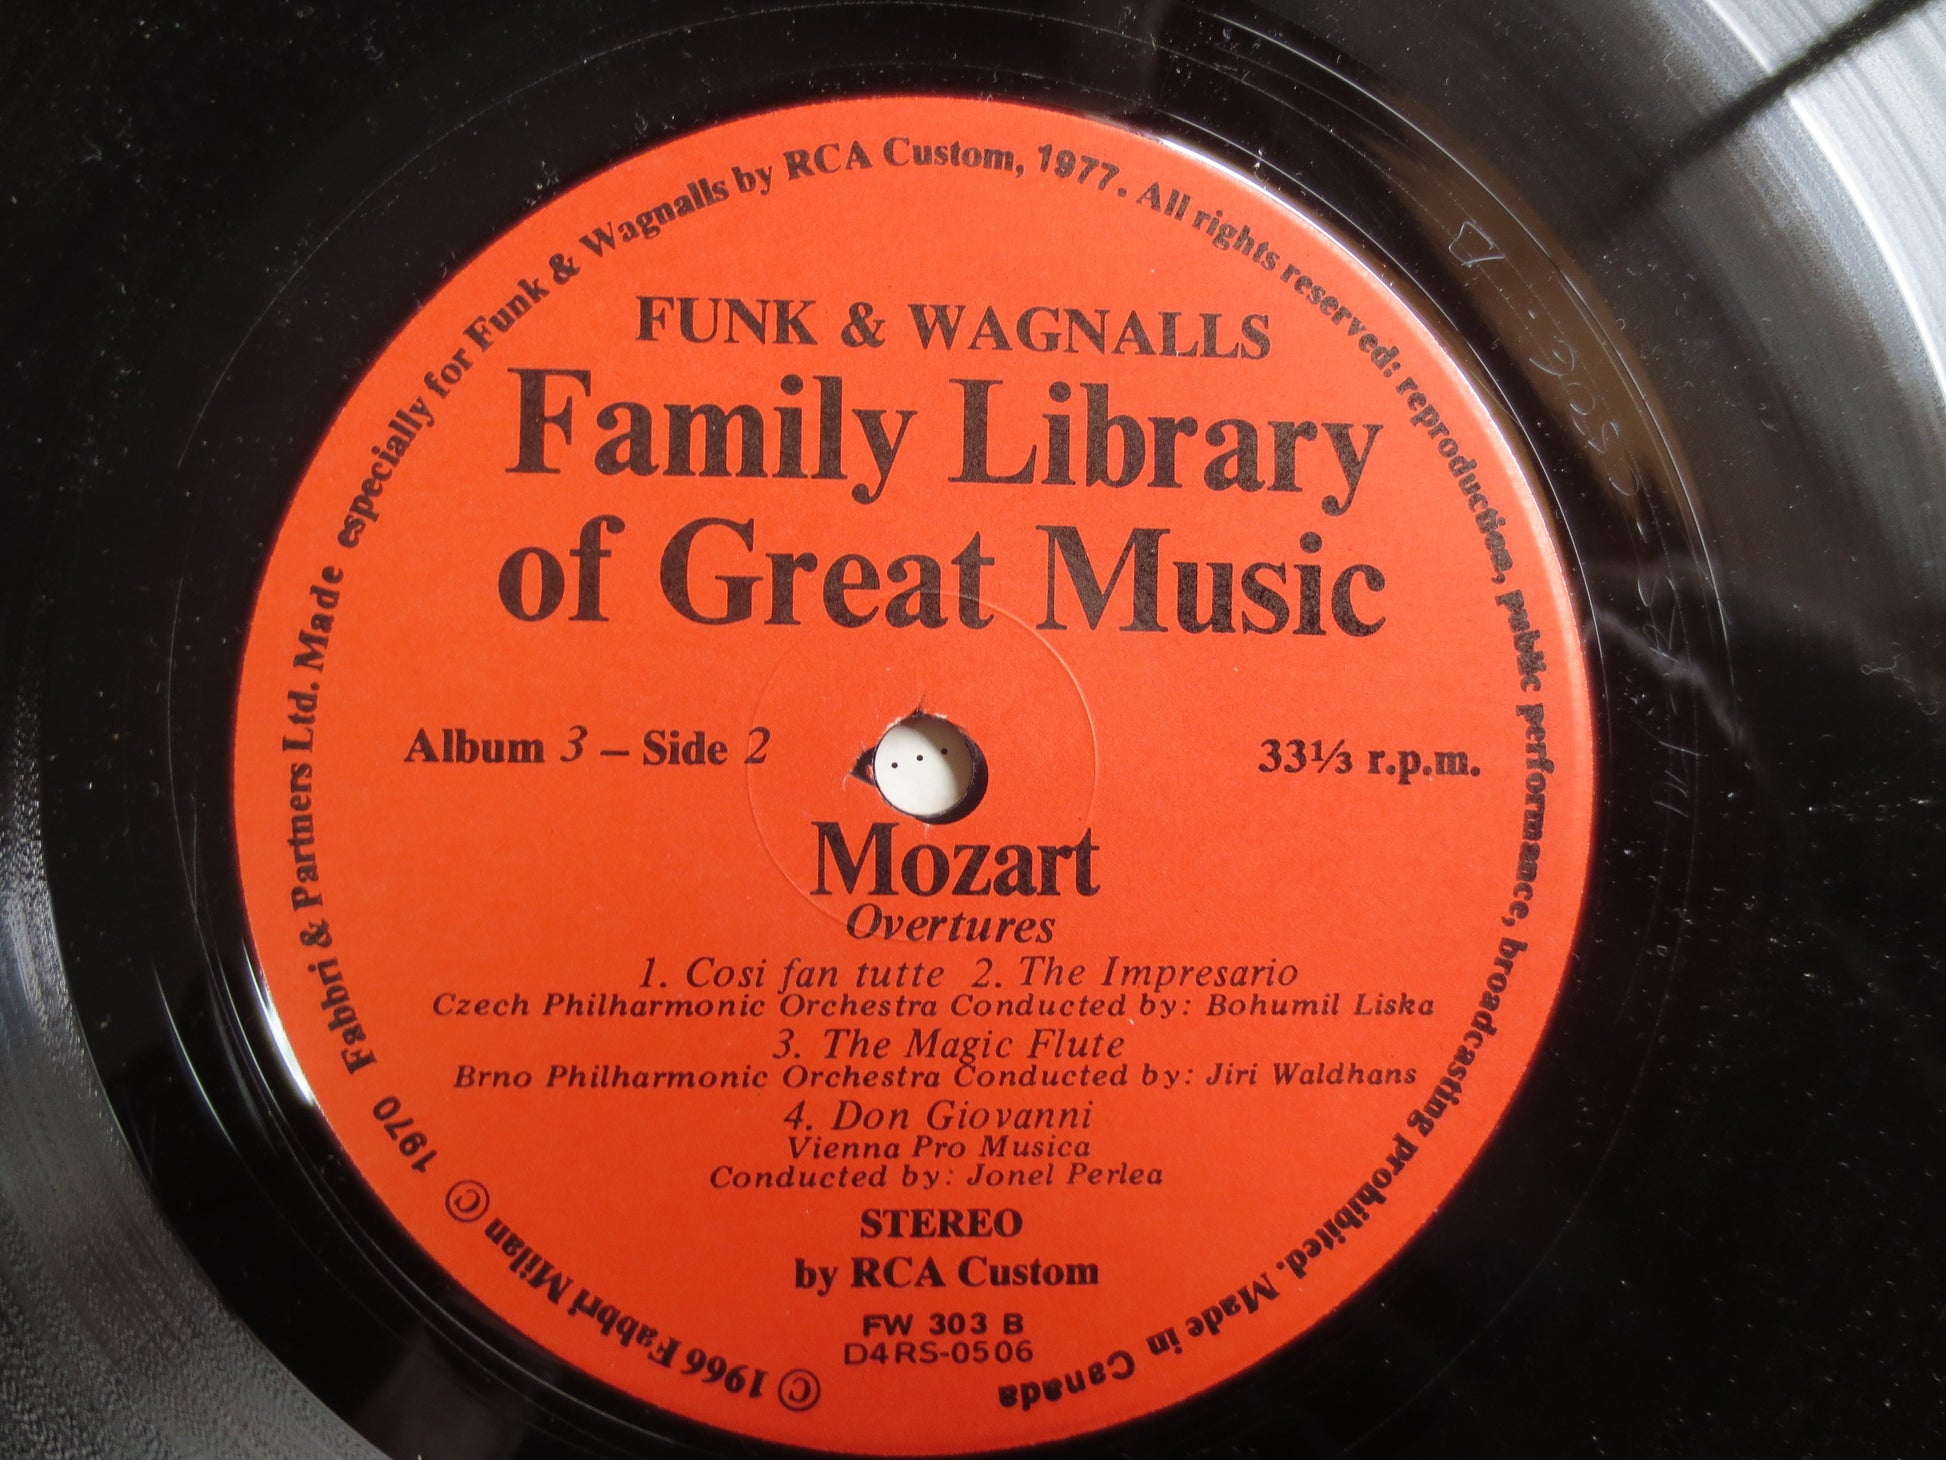 © 1966 Fabbri Milan © 1970 Fabbri & Partners Ltd. Made especially for Funk & Wagnalls by RCA Custom, 1977. All rights reserved: reproduction, public performance, broadcasting prohibited. Made in Canada
FUNK & WAGNALLS
Family Library
of Great Music
Album 3 – Side 2
33⅓ r.p.m.
Mozart
Overtures
1. Cosi fan tutte 2. The Impresario
Czech Philharmonic Orchestra Conducted by: Bohumil Liska
3. The Magic Flute
Brno Philharmonic Orchestra Conducted by: Jiri Waldhans
4. Don Giovanni
Vienna Pro Musica
Conducted by: Jonel Perlea
STEREO
by RCA Custom
FW 303 B
D4RS-0506